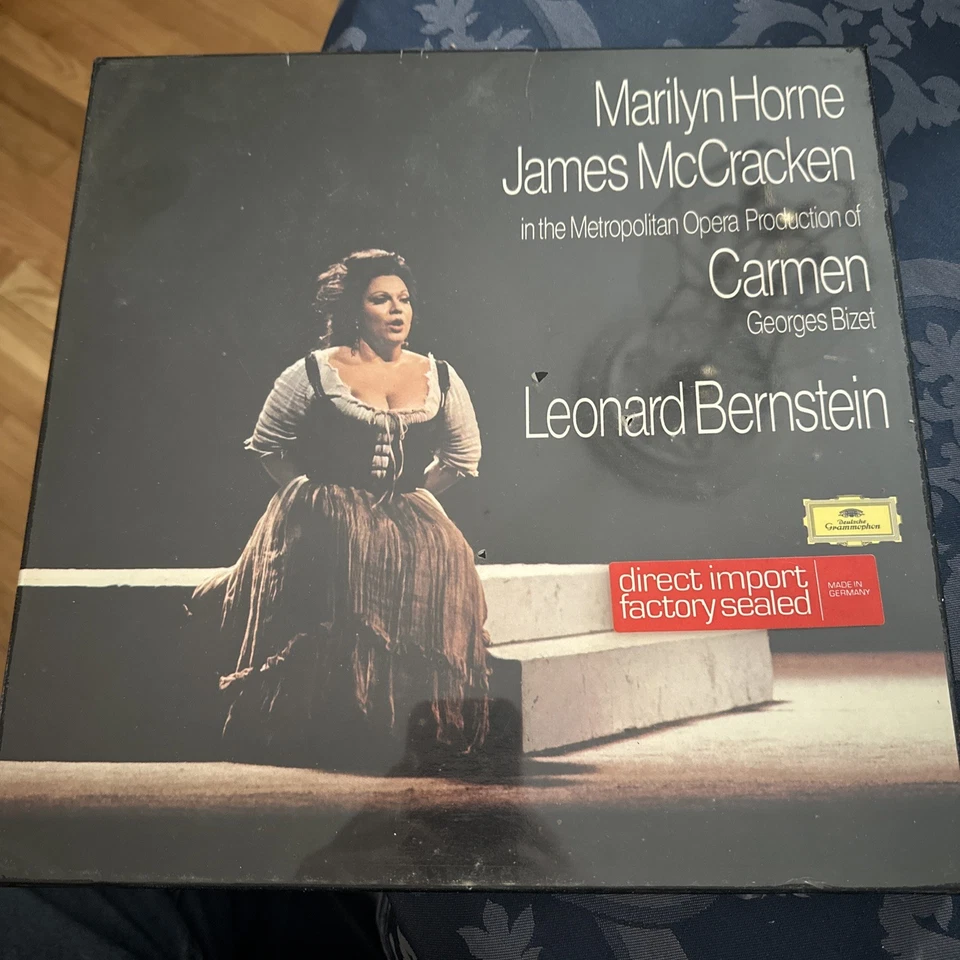 Marilyn Horne
James McCracken
in the Metropolitan Opera Production of
Carmen
Georges Bizet
Leonard Bernstein
Deutsche
Grammophon
direct import
factory sealed
MADE IN
GERMANY